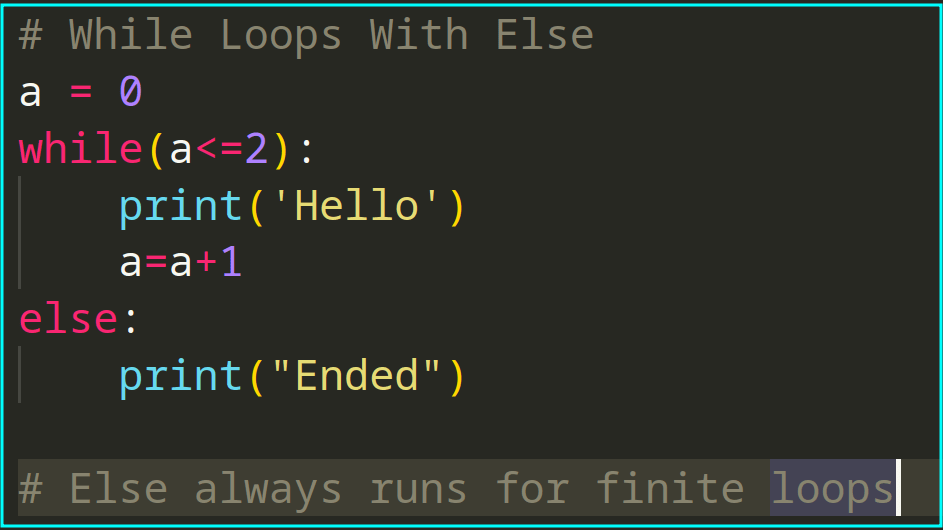 # While Loops With Else
a = 0
while(a<=2):
    print('Hello')
    a=a+1
else:
    print("Ended")
# Else always runs for finite loops